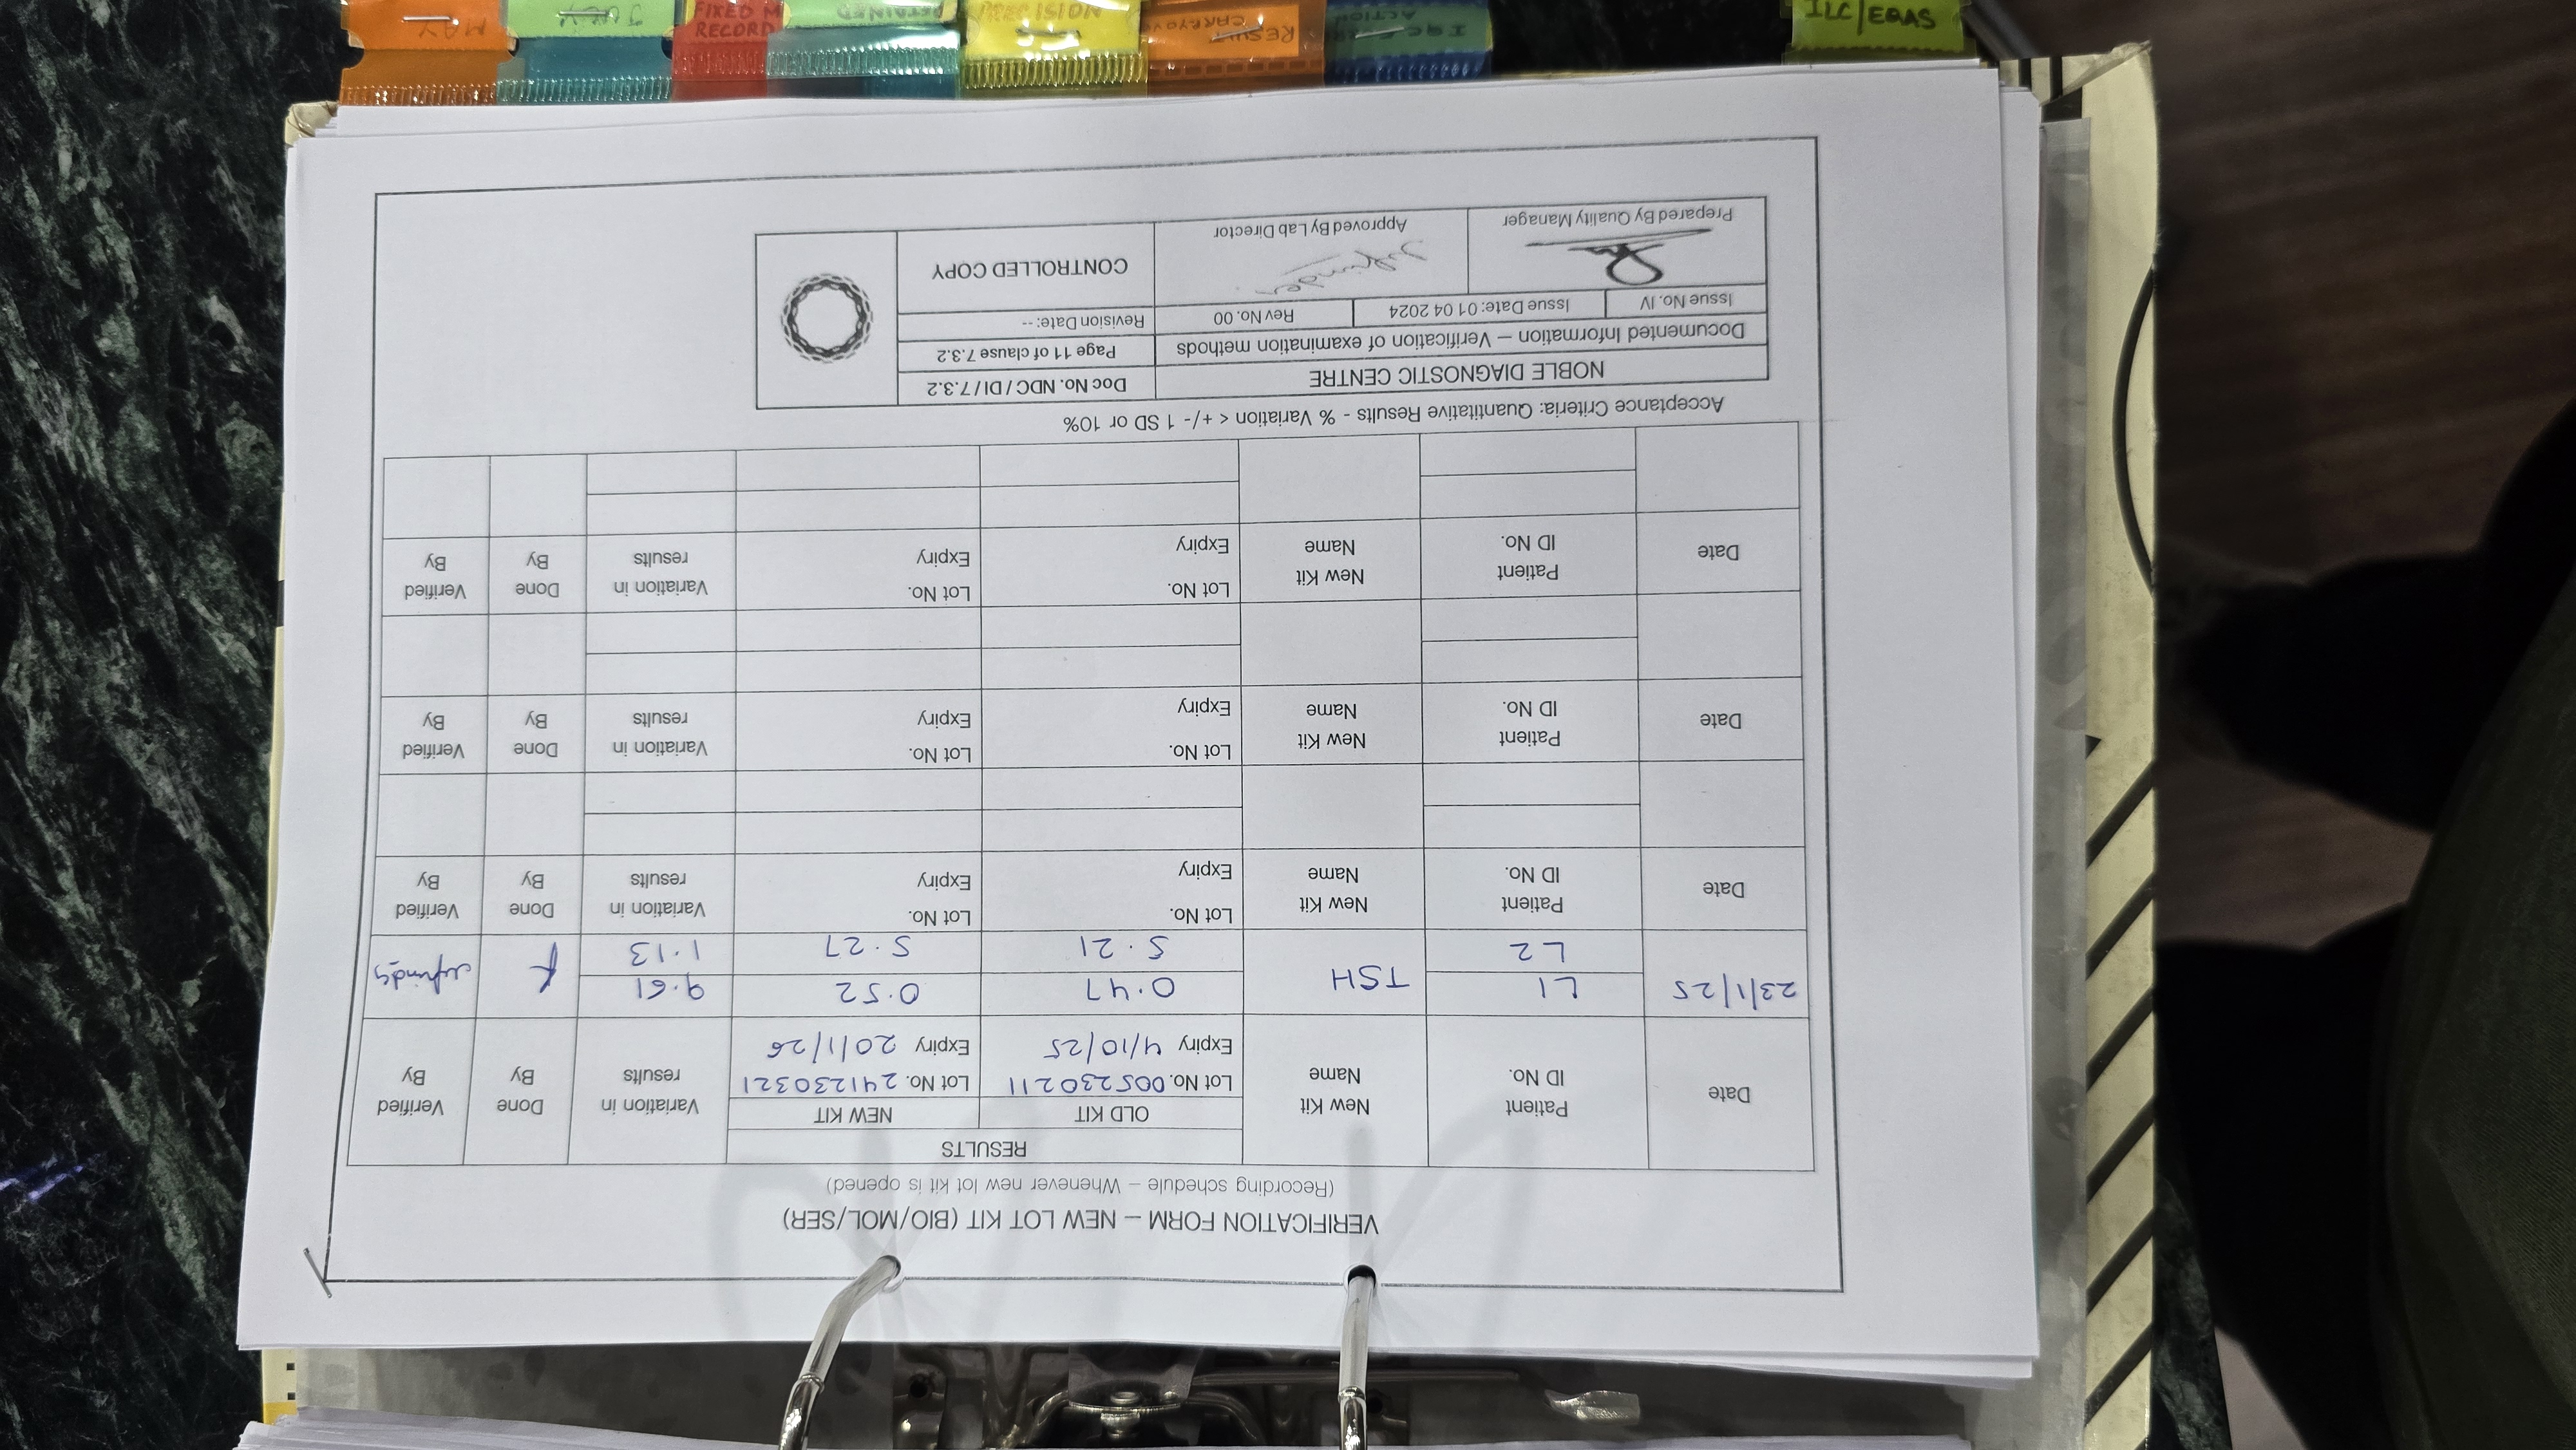 VERIFICATION FORM – NEW LOT KIT (BIO/MOL/SER)
(Recording schedule – Whenever new lot kit is opened)
RESULTS
Date Patient ID No. New Kit Name OLD KIT NEW KIT Variation in results Done By Verified By
Lot No. 005230211 Lot No. 241230321
Expiry 4/10/25 Expiry 20/1/26
23/1/25 L1 TSH 0.47 0.52 9.61
L2 5.21 5.27 1.13
Date Patient ID No. New Kit Name Lot No. Lot No. Variation in results Done By Verified By
Expiry Expiry
Date Patient ID No. New Kit Name Lot No. Lot No. Variation in results Done By Verified By
Expiry Expiry
Date Patient ID No. New Kit Name Lot No. Lot No. Variation in results Done By Verified By
Expiry Expiry
Acceptance Criteria: Quantitative Results - % Variation < +/- 1 SD or 10%
NOBLE DIAGNOSTIC CENTRE Doc No. NDC / DI / 7.3.2
Documented Information – Verification of examination methods Page 11 of clause 7.3.2
Issue No. IV Issue Date: 01 04 2024 Rev No. 00 Revision Date: --
Prepared By Quality Manager Approved By Lab Director CONTROLLED COPY
MAY
JULY
RECORD
RESULT
CARRYOV
ACTION
ILC/EQAS